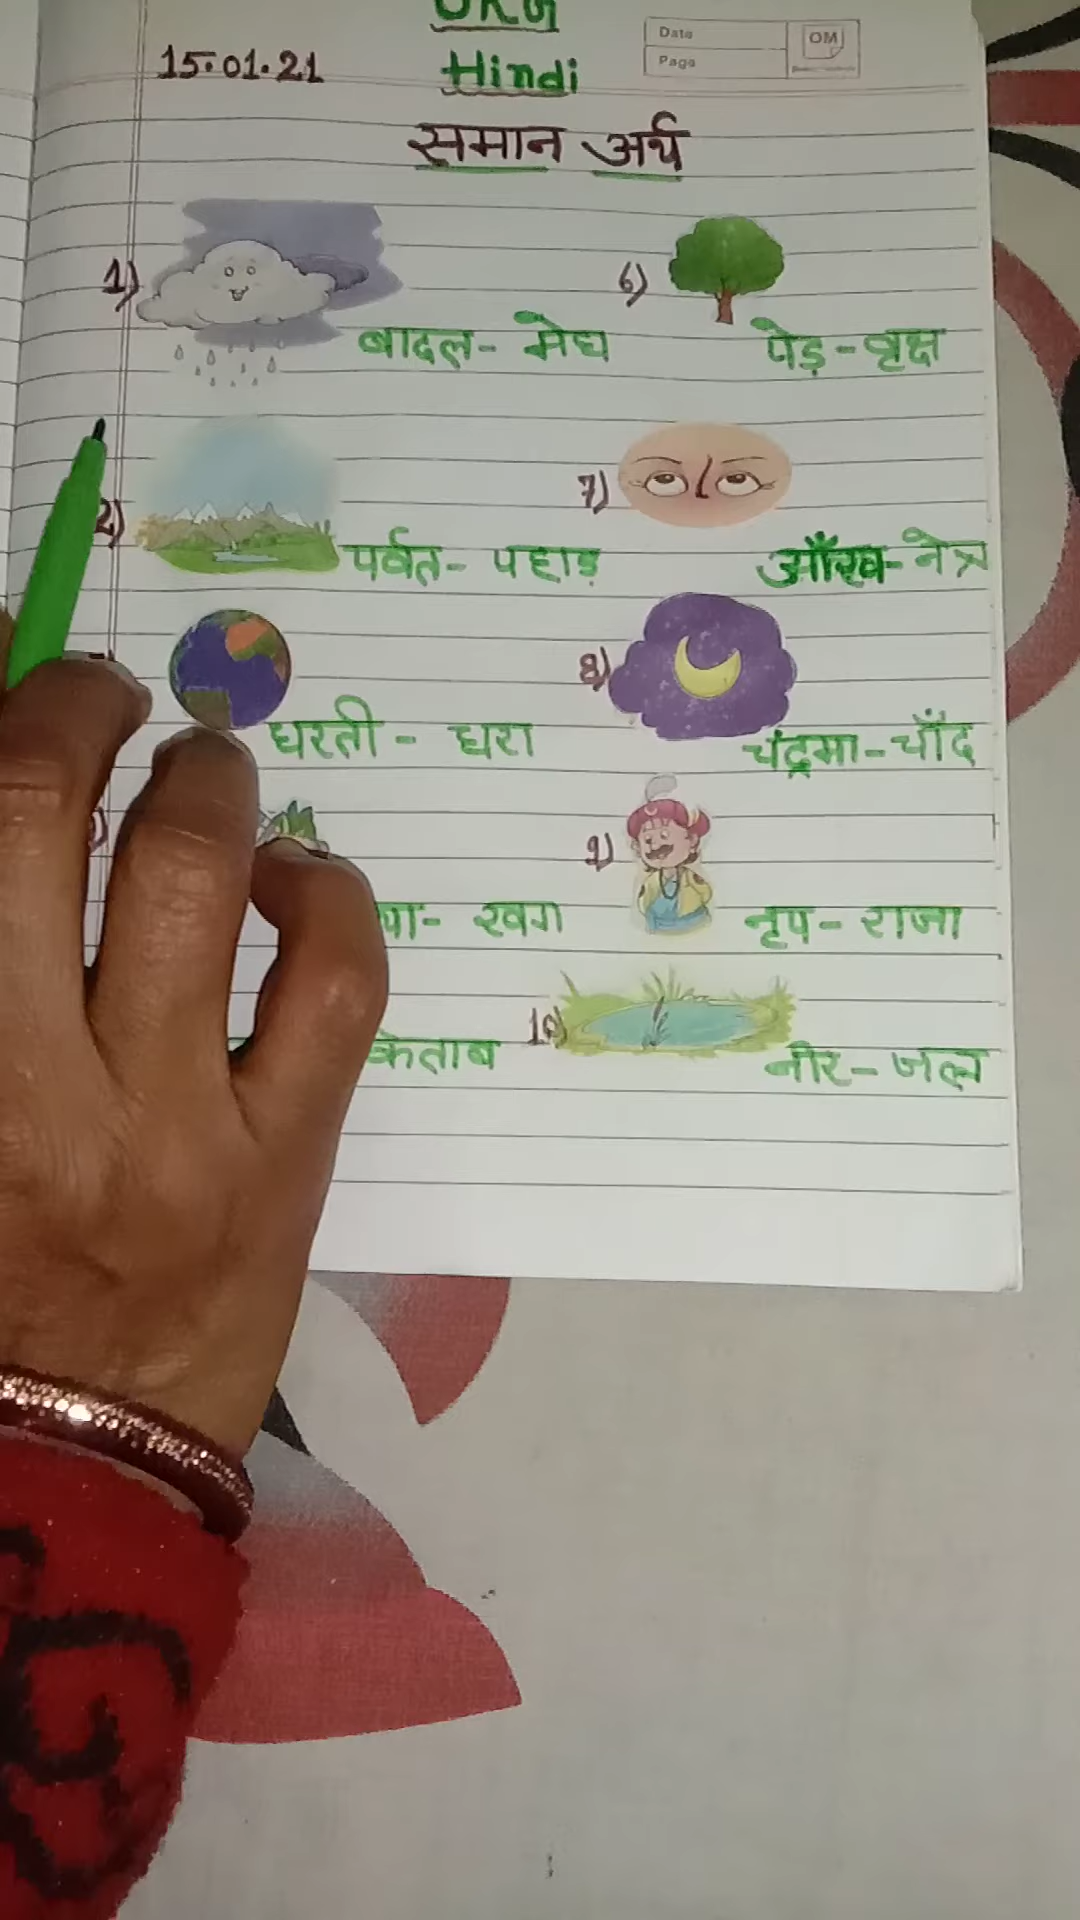 UKG
15.01.21
Hindi
Date
Page
OM
समान अर्थ
1) बादल - मेघ
2) पर्वत - पहाड़
धरती - धरा
खग
6) पेड़ - वृक्ष
7) आँख - नेत्र
8) चंद्रमा - चाँद
9) नृप - राजा
10) नीर - जल